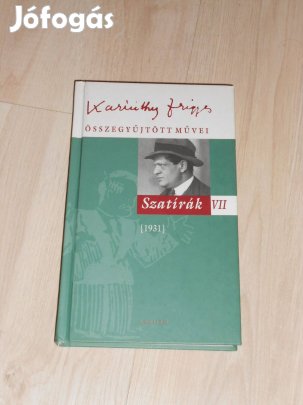 Jófogás
Karinthy Frigyes
ÖSSZEGYŰJTÖTT MŰVEI
Szatírák VII
[1931]